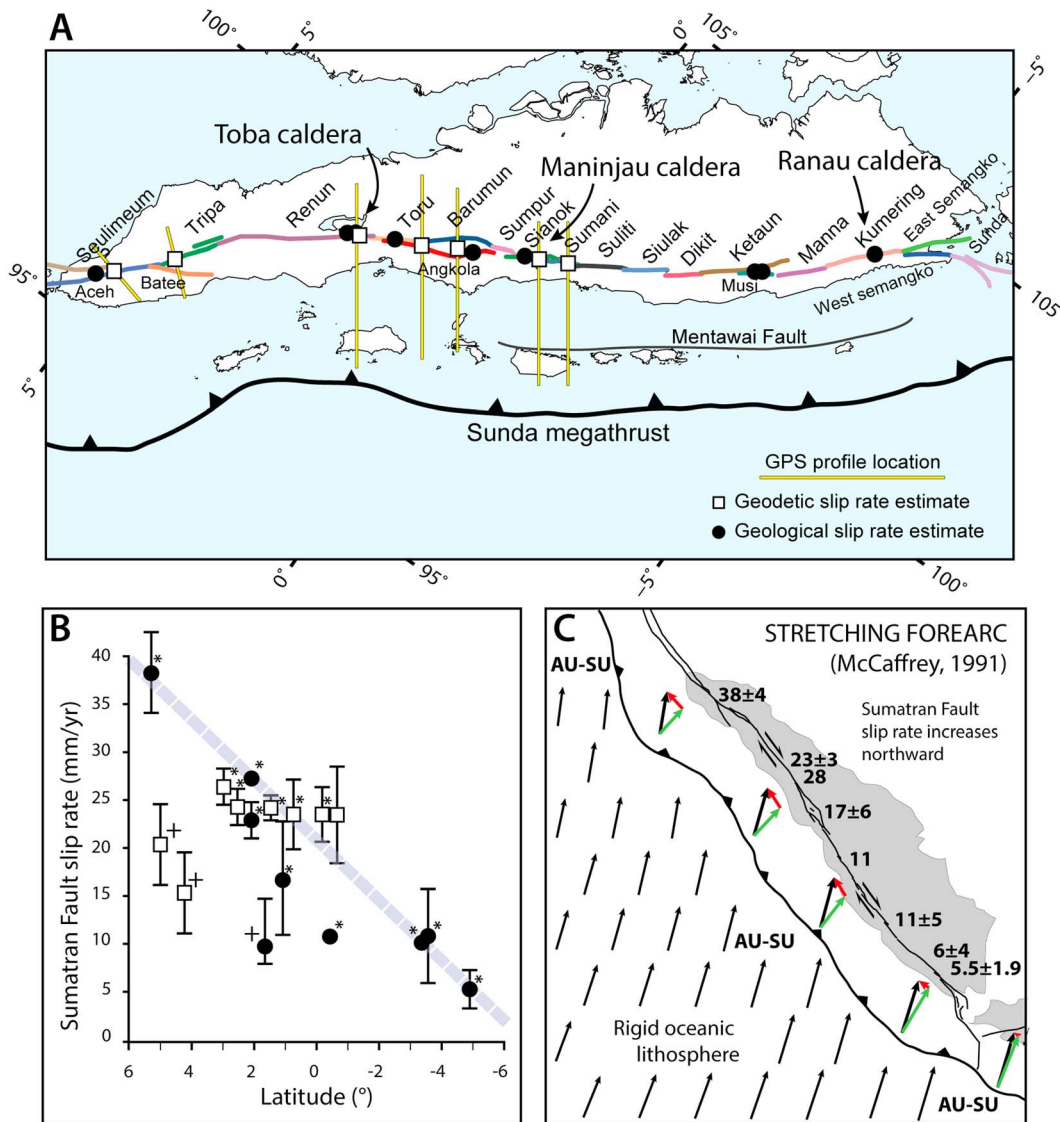 A
100° 5 0° 105° -5°
Toba caldera
Maninjau caldera
Ranau caldera
Seulimeum
Tripa
Renun
Toru
Barumun
Sumpur
Sianok
Sumani
Suliti
Siulak
Dikit
Ketaun
Manna
Kumering
East Semangko
Sunda
95°
Aceh
Batee
Angkola
Musi
West semangko
105
Mentawai Fault
5°
Sunda megathrust
GPS profile location
Geodetic slip rate estimate
Geological slip rate estimate
0° 95° -5° 100°
B
Sumatran Fault slip rate (mm/yr)
40
35
30
25
20
15
10
5
0
6 4 2 0 -2 -4 -6
Latitude (°)
C
STRETCHING FOREARC
(McCaffrey, 1991)
AU-SU
38±4
Sumatran Fault
slip rate increases
northward
23±3
28
17±6
11
11±5
AU-SU
6±4
5.5±1.9
Rigid oceanic
lithosphere
AU-SU